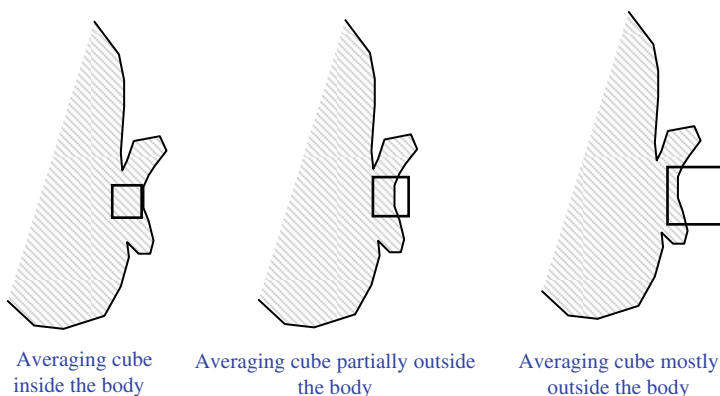 Averaging cube
inside the body
Averaging cube partially outside
the body
Averaging cube mostly
outside the body